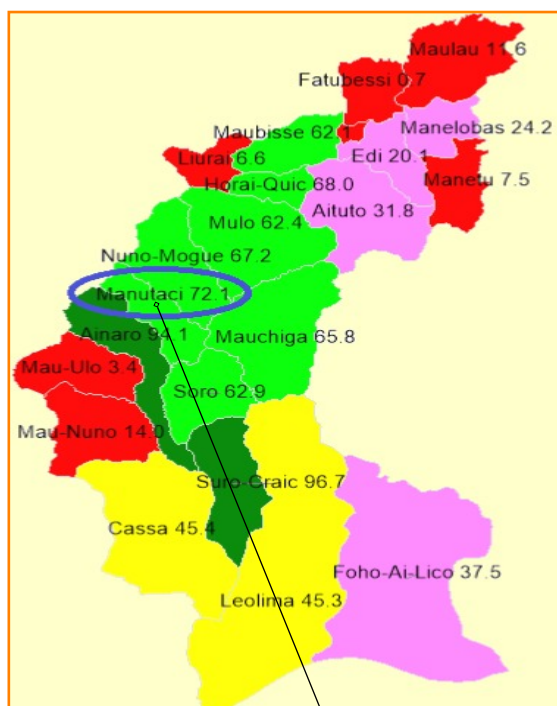 Maulau 11.6
Fatubessi 0.7
Maubisse 62.1
Manelobas 24.2
Edi 20.1
Liurai 6.6
Horai-Quic 68.0
Manetu 7.5
Aituto 31.8
Mulo 62.4
Nuno-Mogue 67.2
Manutaci 72.1
Ainaro 94.1
Mauchiga 65.8
Mau-Ulo 3.4
Soro 62.9
Mau-Nuno 14.0
Suro-Craic 96.7
Cassa 45.4
Foho-Ai-Lico 37.5
Leolima 45.3